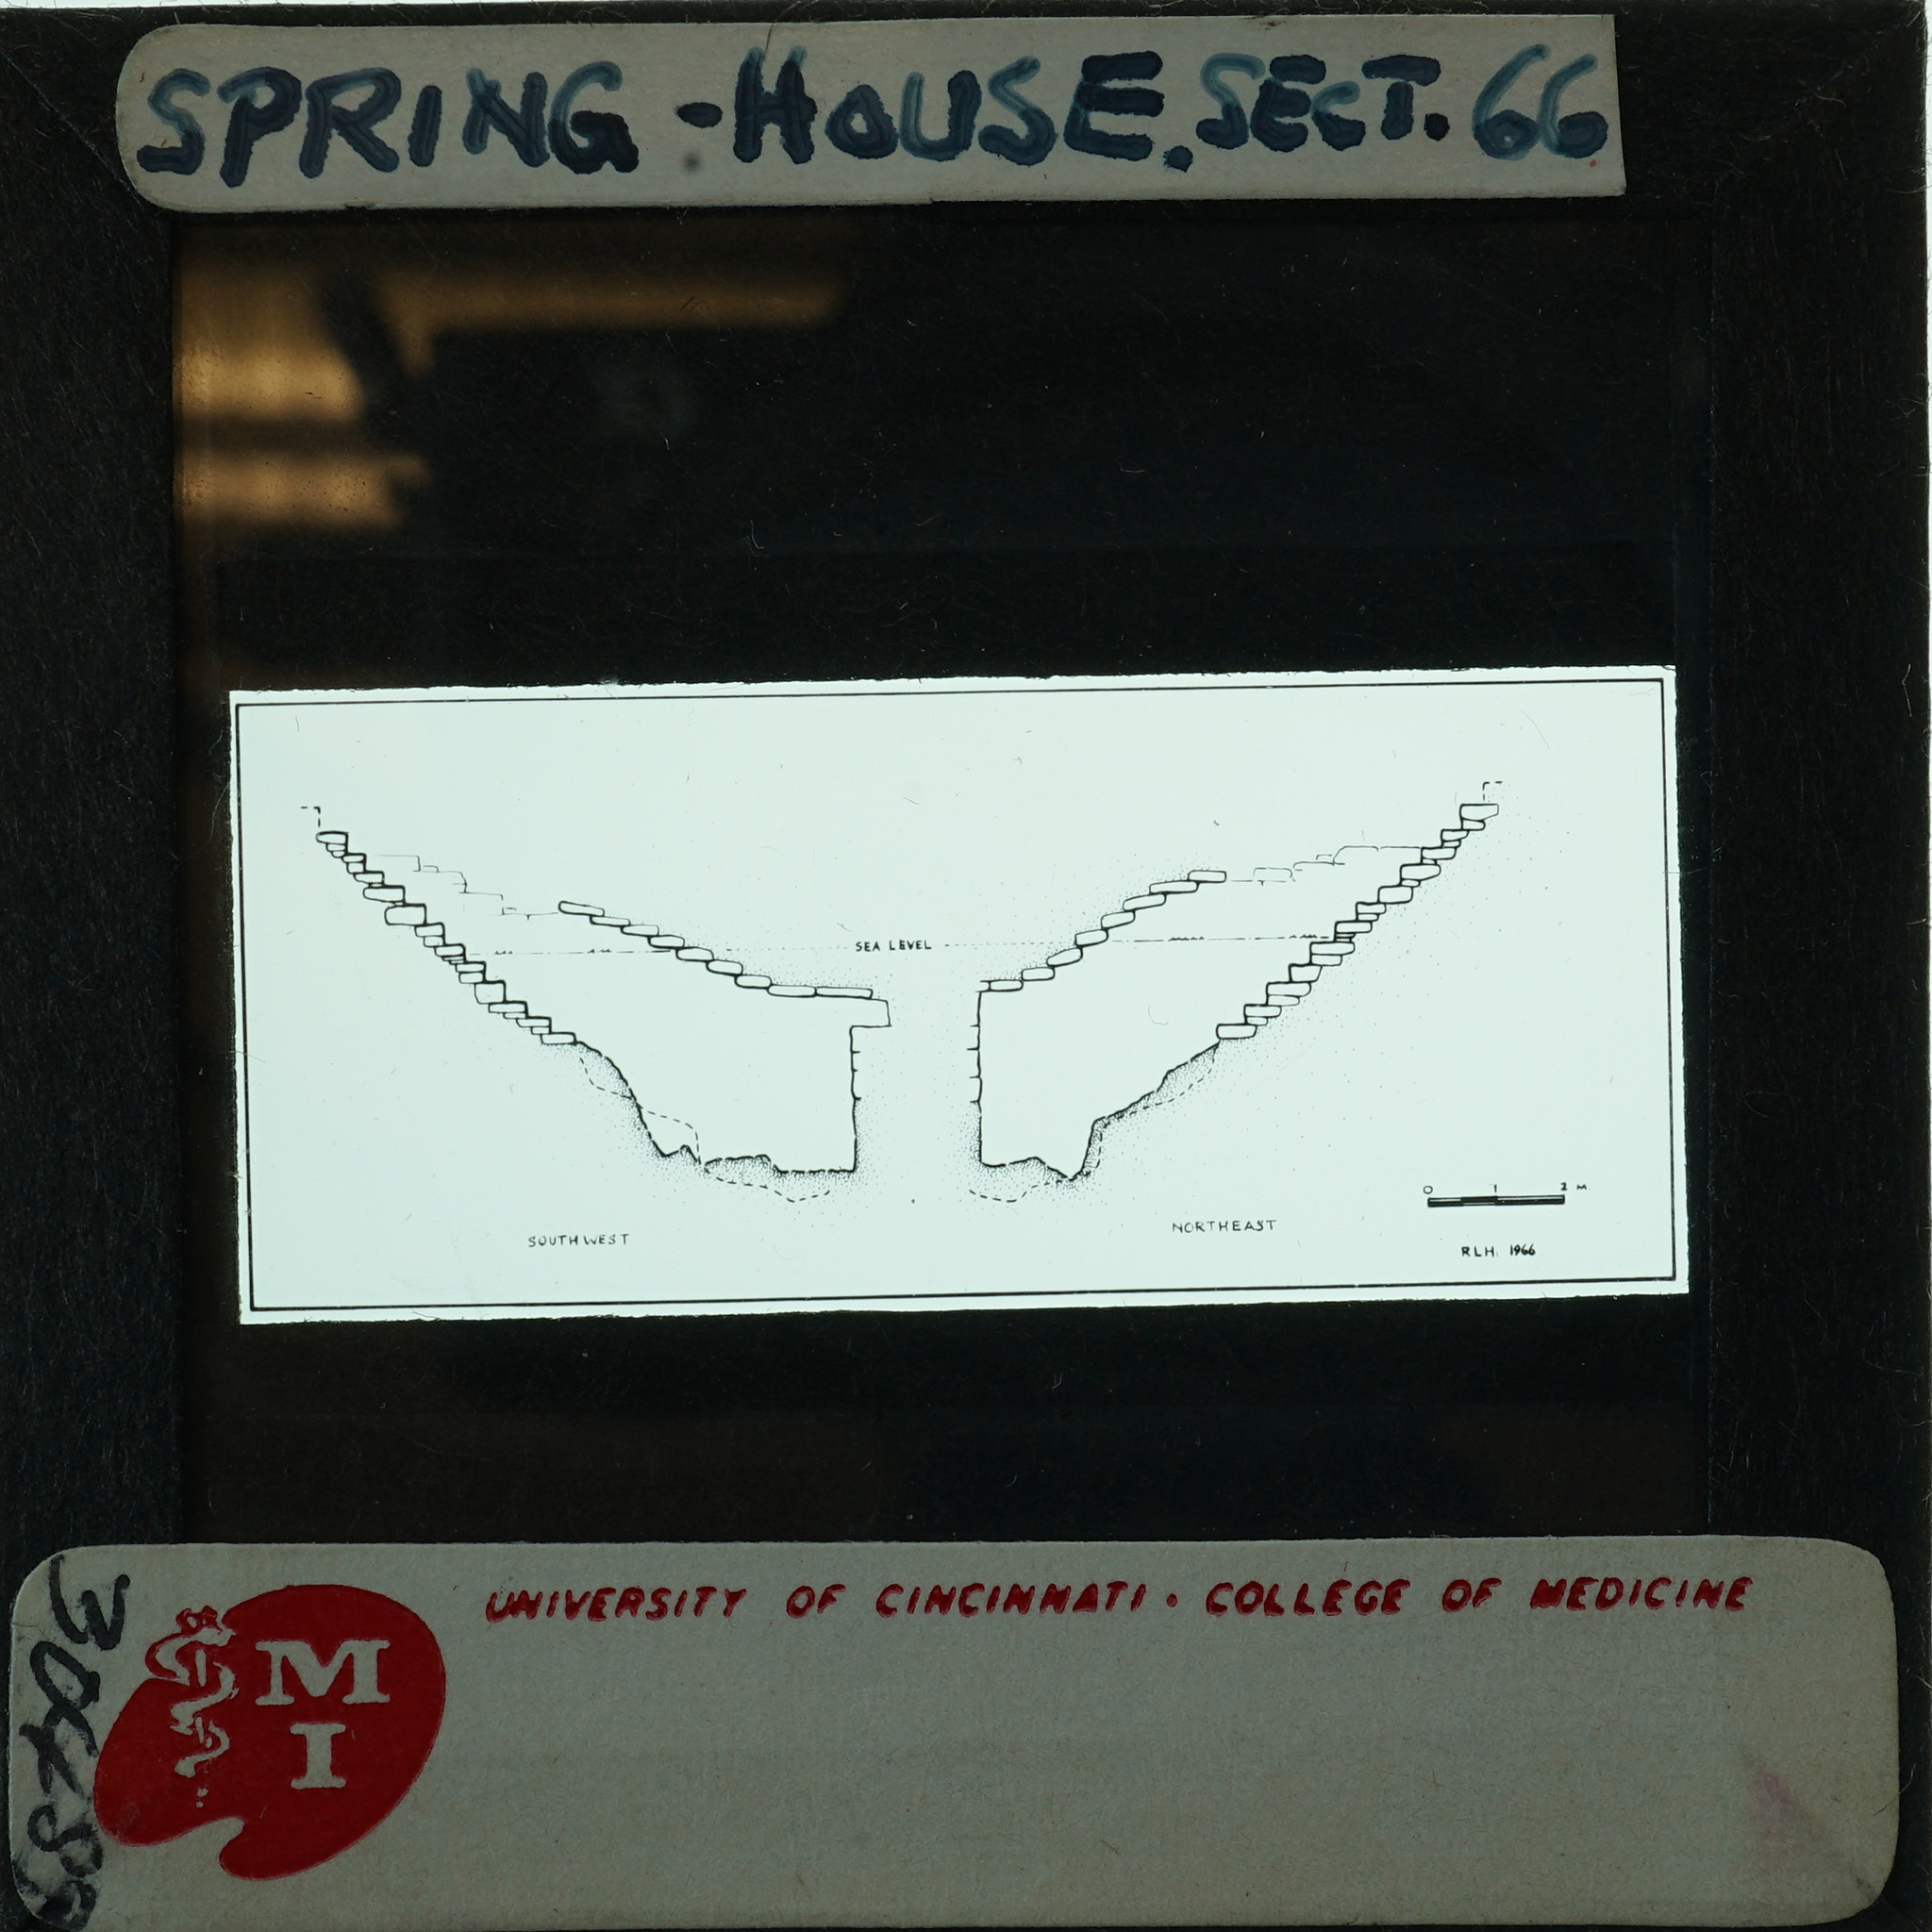 SPRING-HOUSE. SECT. 66
SEA LEVEL
0 1 2 M.
SOUTHWEST
NORTHEAST
RLH. 1966
UNIVERSITY OF CINCINNATI · COLLEGE OF MEDICINE
M
I